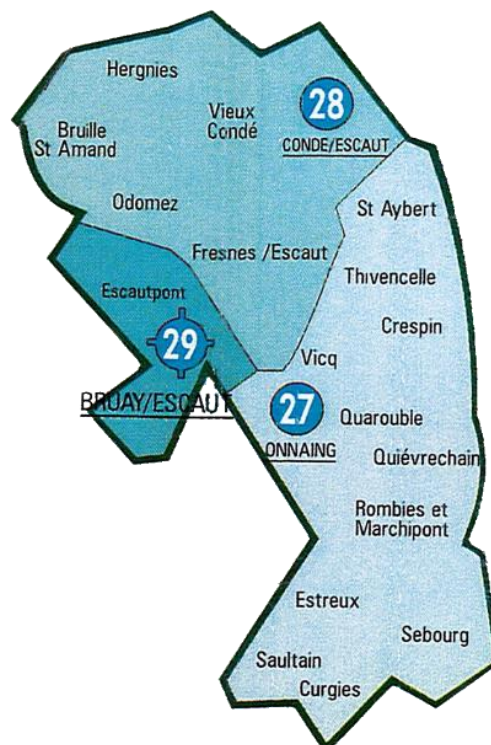 Hergnies
28
Vieux
Condé
Bruille
St Amand
CONDE/ESCAUT
Odomez
St Aybert
Fresnes /Escaut
Thivencelle
Escautpont
Crespin
29
Vicq
BRUAY/ESCAUT
27
Quarouble
ONNAING
Quiévrechain
Rombies et
Marchipont
Estreux
Sebourg
Saultain
Curgies